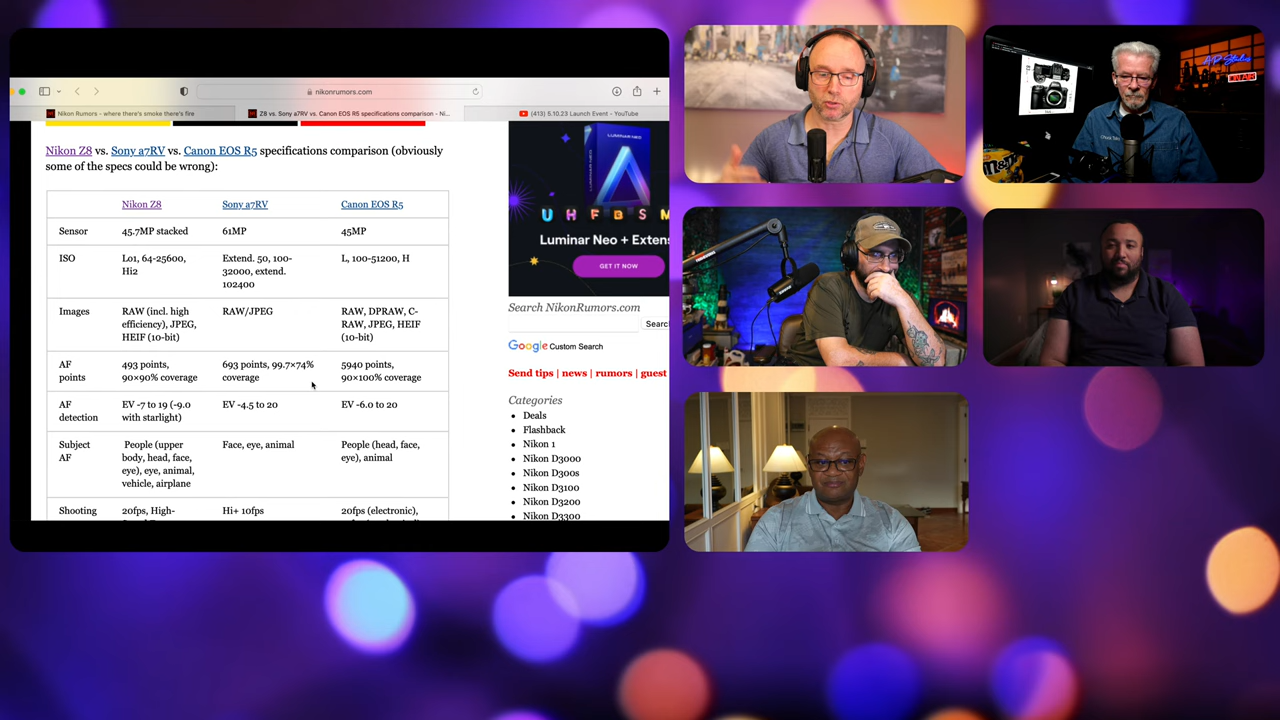 nikonrumors.com
Nikon Rumors - where there's smoke there's fire
Z8 vs. Sony a7RV vs. Canon EOS R5 specifications comparison - Ni...
(413) 5.10.23 Launch Event - YouTube
Nikon Z8 vs. Sony a7RV vs. Canon EOS R5 specifications comparison (obviously
some of the specs could be wrong):
Nikon Z8 Sony a7RV Canon EOS R5
Sensor 45.7MP stacked 61MP 45MP
ISO Lo1, 64-25600, Extend. 50, 100- L, 100-51200, H
Hi2 32000, extend.
102400
Images RAW (incl. high RAW/JPEG RAW, DPRAW, C-
efficiency), JPEG, RAW, JPEG, HEIF
HEIF (10-bit) (10-bit)
AF 493 points, 693 points, 99.7×74% 5940 points,
points 90×90% coverage coverage 90×100% coverage
AF EV -7 to 19 (-9.0 EV -4.5 to 20 EV -6.0 to 20
detection with starlight)
Subject People (upper Face, eye, animal People (head, face,
AF body, head, face, eye), animal
eye), eye, animal,
vehicle, airplane
Shooting 20fps, High- Hi+ 10fps 20fps (electronic),
UHFBSM
Luminar Neo + Extens
GET IT NOW
Search NikonRumors.com
Searc
Google Custom Search
Send tips | news | rumors | guest
Categories
Deals
Flashback
Nikon 1
Nikon D3000
Nikon D300s
Nikon D3100
Nikon D3200
Nikon D3300
ON AIR
m&m's